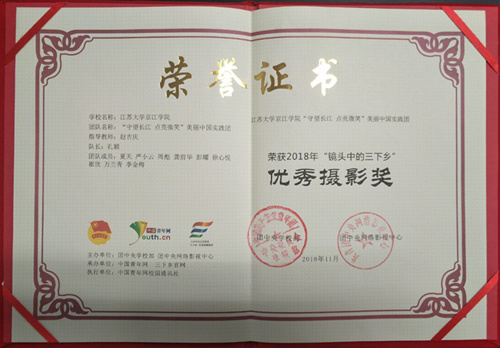 荣誉证书
学校名称：江苏大学京江学院
团队名称：“守望长江 点亮微笑”美丽中国实践团
指导教师：赵吉庆
队长：孔颖
团队成员：夏天 严小云 周彪 龚蓓华 彭耀 徐心悦
崔庆 万兰秀 李金梅
江苏大学京江学院 “守望长江 点亮微笑”美丽中国实践团
荣获2018年“镜头中的三下乡”
优秀摄影奖
中国青年网
Youth.cn
主办单位：团中央学校部 团中央网络影视中心
承办单位：中国青年网 三下乡官网
执行单位：中国青年网校园通讯社
团中央学校部
团中央网络影视中心
2018年11月